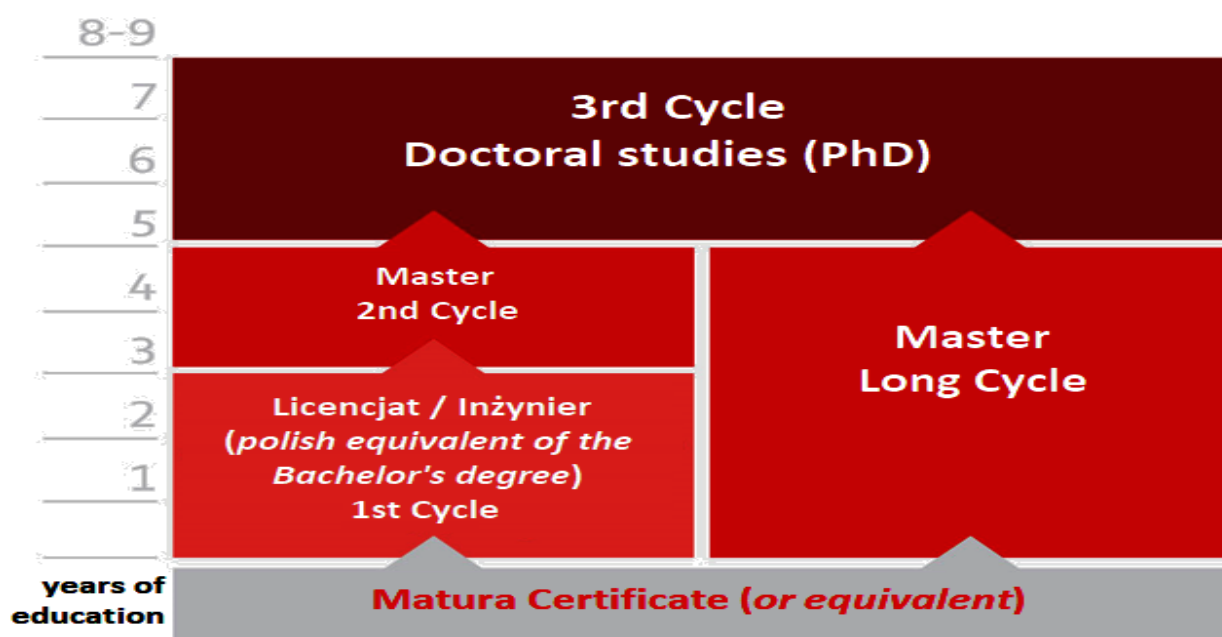 8-9
7
3rd Cycle
Doctoral studies (PhD)
6
5
4
Master
2nd Cycle
3
Master
Long Cycle
2
Licencjat / Inżynier
(polish equivalent of the
Bachelor's degree)
1st Cycle
1
years of
education
Matura Certificate (or equivalent)